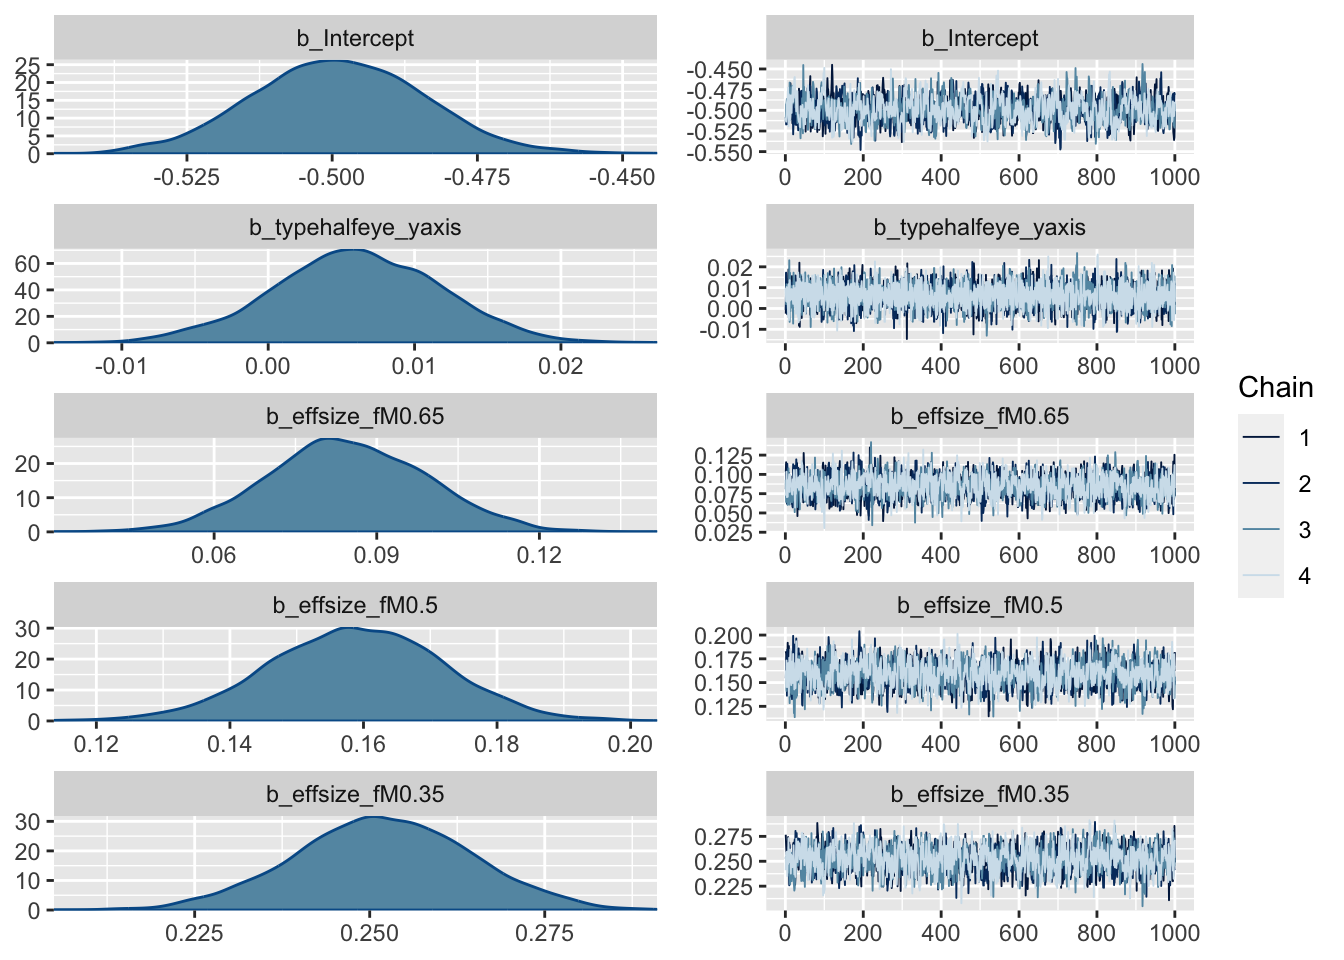 b_Intercept
25
20
15
10
5
0
-0.525 -0.500 -0.475 -0.450
b_Intercept
-0.450
-0.475
-0.500
-0.525
-0.550
0 200 400 600 800 1000
b_typehalfeye_yaxis
60
40
20
0
-0.01 0.00 0.01 0.02
b_typehalfeye_yaxis
0.02
0.01
0.00
-0.01
0 200 400 600 800 1000
b_effsize_fM0.65
20
10
0
0.06 0.09 0.12
b_effsize_fM0.65
0.125
0.100
0.075
0.050
0.025
0 200 400 600 800 1000
b_effsize_fM0.5
30
20
10
0
0.12 0.14 0.16 0.18 0.20
b_effsize_fM0.5
0.200
0.175
0.150
0.125
0 200 400 600 800 1000
b_effsize_fM0.35
30
20
10
0
0.225 0.250 0.275
b_effsize_fM0.35
0.275
0.250
0.225
0 200 400 600 800 1000
Chain
1
2
3
4